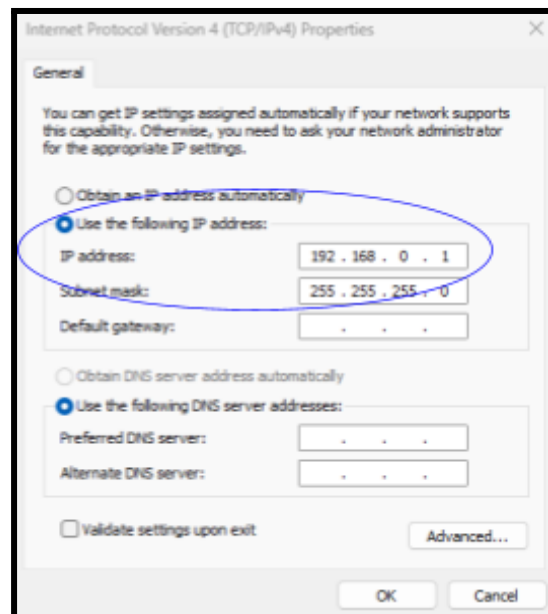 Internet Protocol Version 4 (TCP/IPv4) Properties
General
You can get IP settings assigned automatically if your network supports
this capability. Otherwise, you need to ask your network administrator
for the appropriate IP settings.
Obtain an IP address automatically
Use the following IP address:
IP address: 192 . 168 . 0 . 1
Subnet mask: 255 . 255 . 255 . 0
Default gateway: . . .
Obtain DNS server address automatically
Use the following DNS server addresses:
Preferred DNS server: . . .
Alternate DNS server: . . .
Validate settings upon exit
Advanced...
OK Cancel